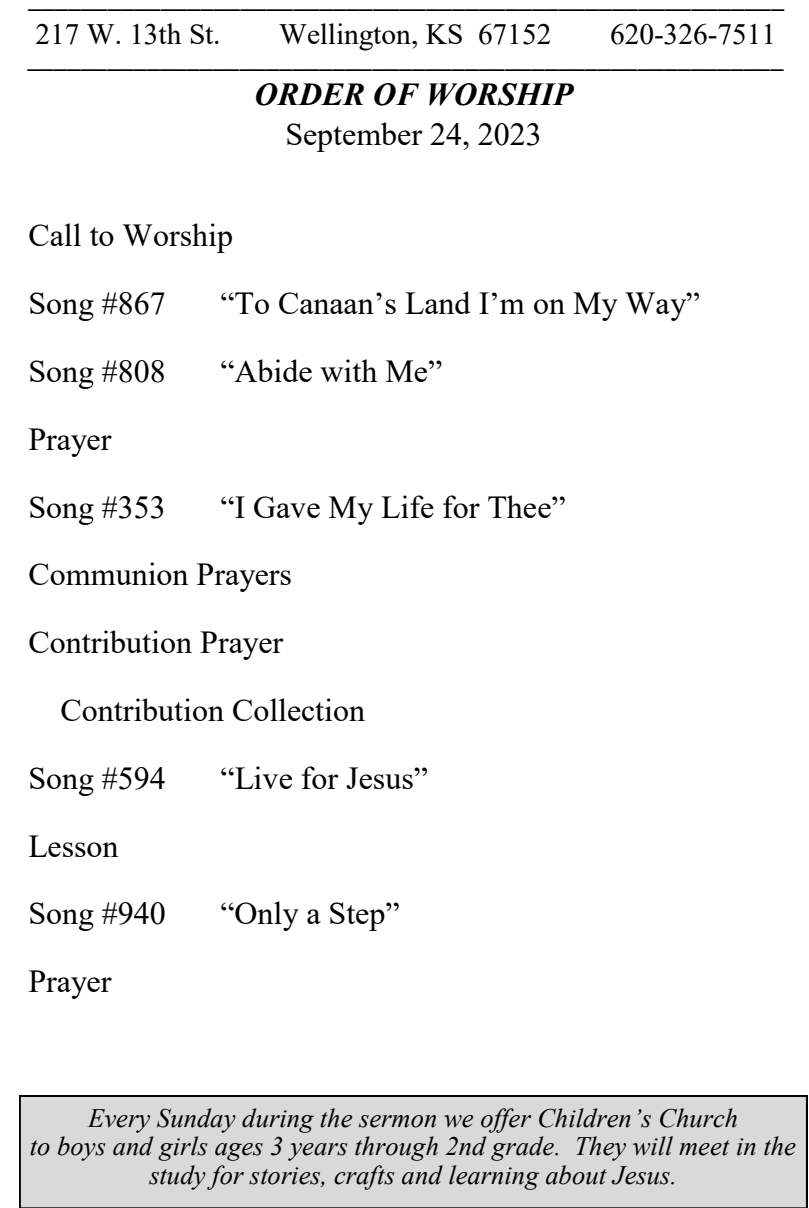 217 W. 13th St. Wellington, KS 67152 620-326-7511
ORDER OF WORSHIP
September 24, 2023
Call to Worship
Song #867 “To Canaan’s Land I’m on My Way”
Song #808 “Abide with Me”
Prayer
Song #353 “I Gave My Life for Thee”
Communion Prayers
Contribution Prayer
Contribution Collection
Song #594 “Live for Jesus”
Lesson
Song #940 “Only a Step”
Prayer
Every Sunday during the sermon we offer Children’s Church
to boys and girls ages 3 years through 2nd grade. They will meet in the
study for stories, crafts and learning about Jesus.